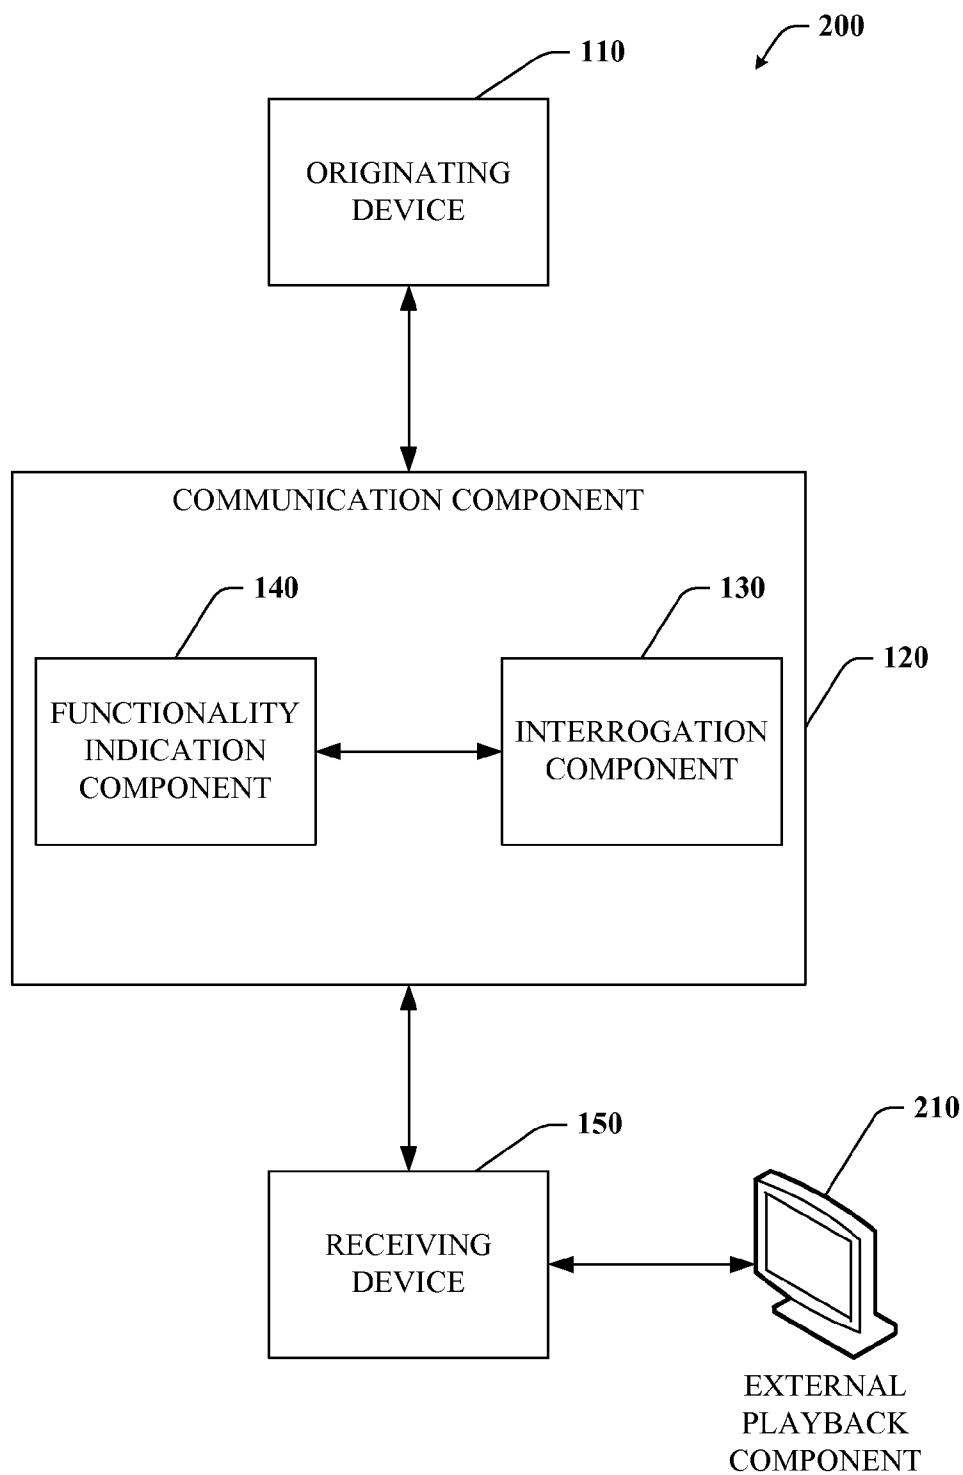 200
110
ORIGINATING
DEVICE
COMMUNICATION COMPONENT
140
130
120
FUNCTIONALITY
INDICATION
COMPONENT
INTERROGATION
COMPONENT
150
210
RECEIVING
DEVICE
EXTERNAL
PLAYBACK
COMPONENT